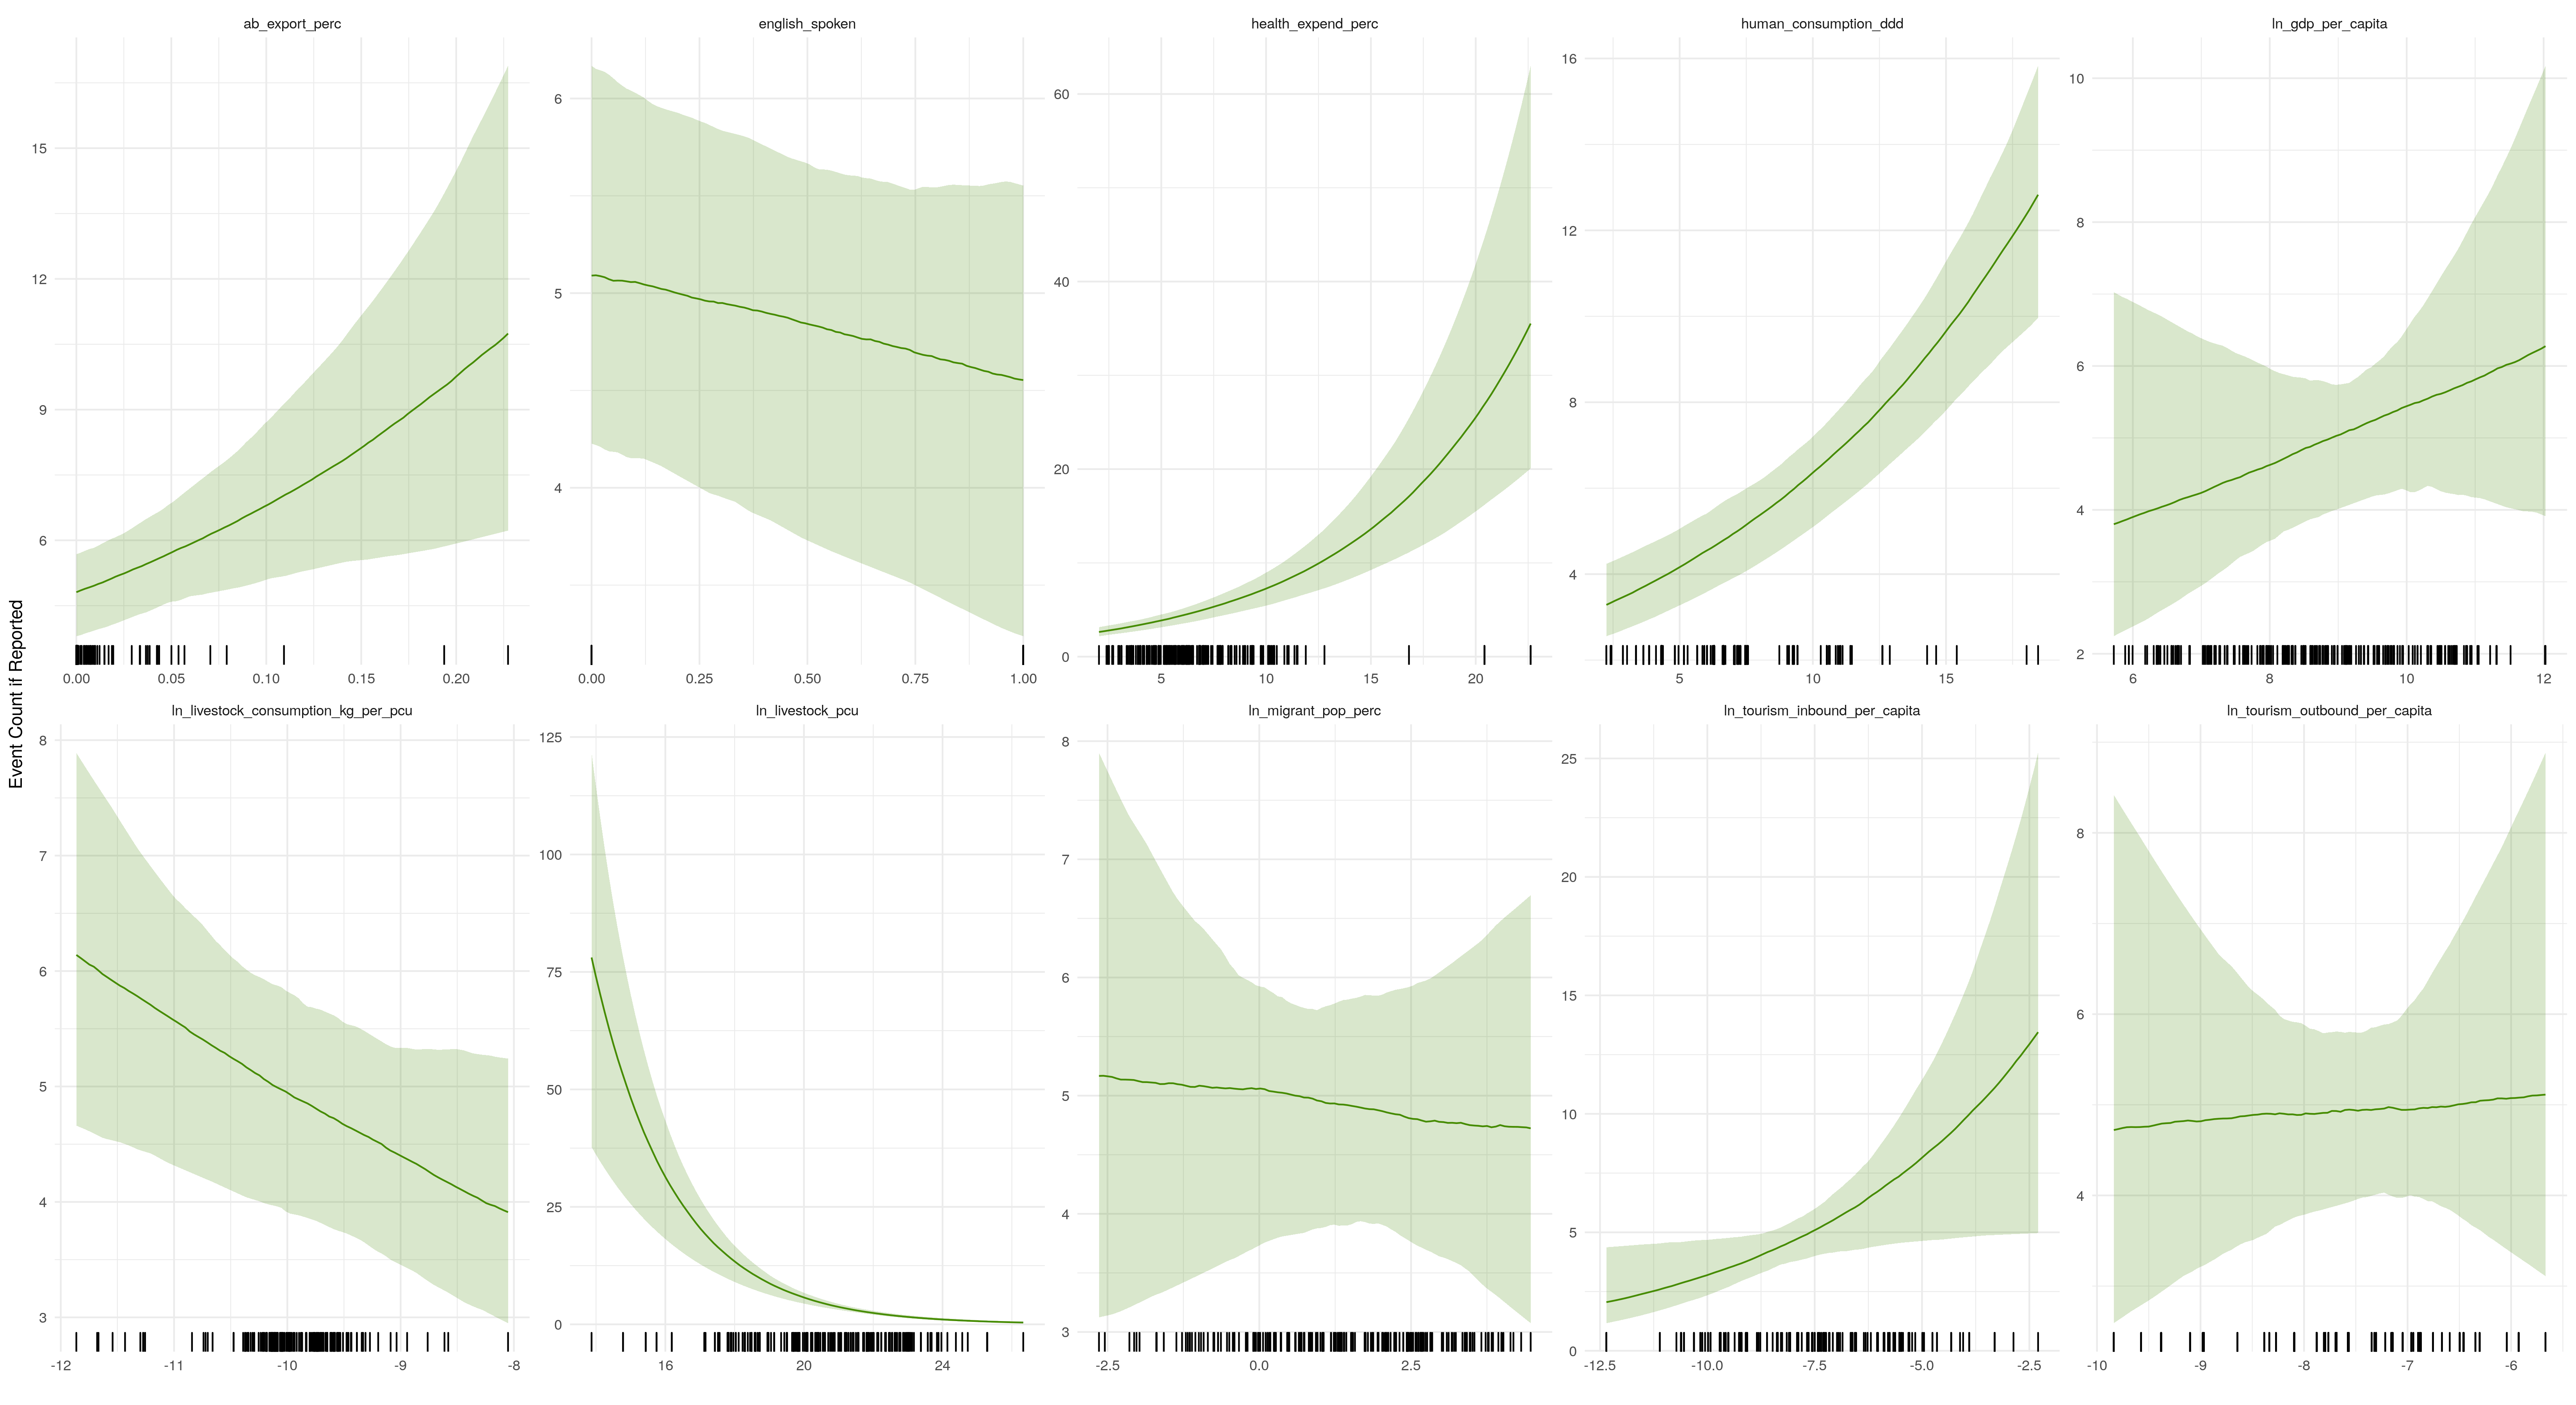 ab_export_perc english_spoken health_expend_perc human_consumption_ddd ln_gdp_per_capita
15 12 9 6
6 5 4
60 40 20 0
16 12 8 4
10 8 6 4 2
0.00 0.05 0.10 0.15 0.20
0.00 0.25 0.50 0.75 1.00
5 10 15 20
5 10 15
6 8 10 12
Event Count if Reported
ln_livestock_consumption_kg_per_pcu ln_livestock_pcu ln_migrant_pop_perc ln_tourism_inbound_per_capita ln_tourism_outbound_per_capita
8 7 6 5 4 3
125 100 75 50 25 0
8 7 6 5 4 3
25 20 15 10 5 0
8 6 4
-12 -11 -10 -9 -8
16 20 24
-2.5 0.0 2.5
-12.5 -10.0 -7.5 -5.0 -2.5
-10 -9 -8 -7 -6